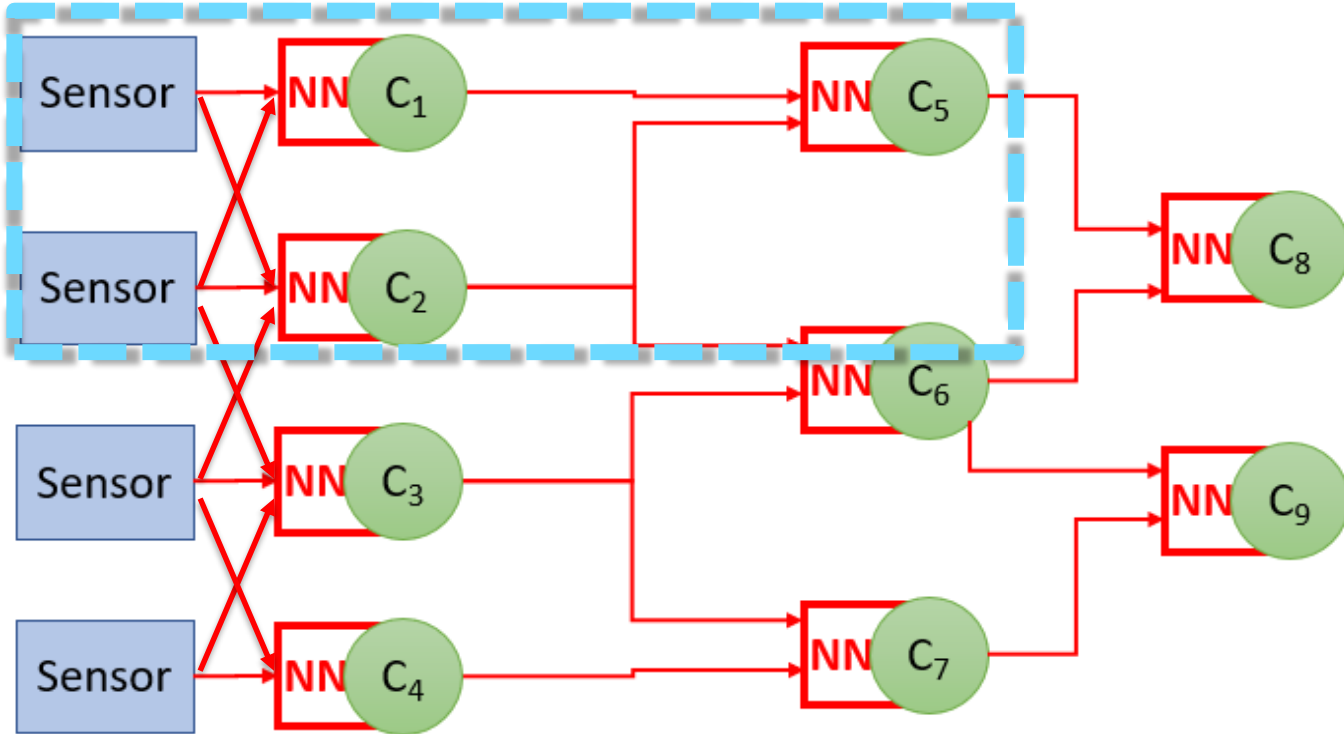 Sensor NN C₁ NN C₅
Sensor NN C₂ NN C₈
NN C₆
Sensor NN C₃ NN C₉
Sensor NN C₄ NN C₇